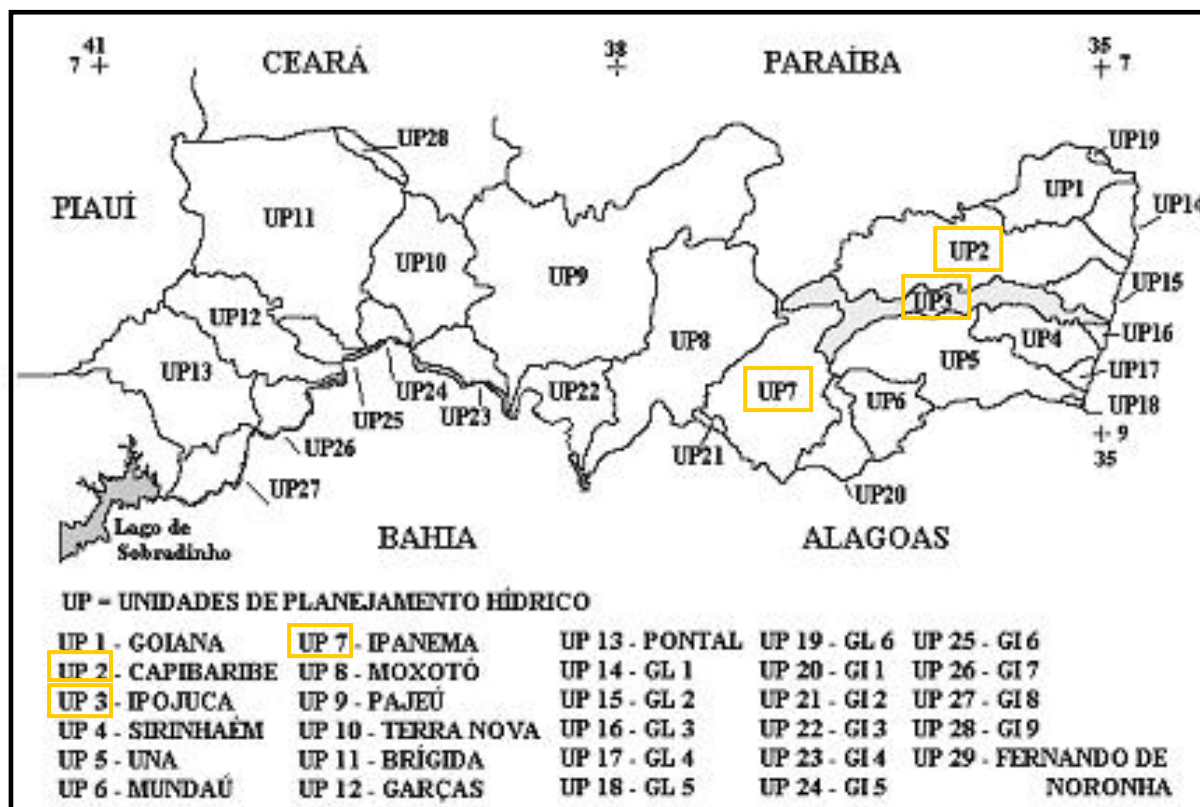 41
7
CEARÁ
38
PARAÍBA
35
7
UP28
UP19
UP1
PIAUÍ
UP11
UP14
UP10
UP2
UP9
UP15
UP3
UP12
UP16
UP8
UP5
UP4
UP13
UP17
UP7
UP24
UP22
UP6
UP25
UP23
UP18
9
UP26
35
UP21
UP27
UP20
Lago de
Sobradinho
BAHIA
ALAGOAS
UP = UNIDADES DE PLANEJAMENTO HÍDRICO
UP 1 - GOIANA
UP 2 - CAPIBARIBE
UP 3 - IPOJUCA
UP 4 - SIRINHAÉM
UP 5 - UNA
UP 6 - MUNDAÚ
UP 7 - IPANEMA
UP 8 - MOXOTÓ
UP 9 - PAJEÚ
UP 10 - TERRA NOVA
UP 11 - BRÍGIDA
UP 12 - GARÇAS
UP 13 - PONTAL
UP 14 - GL 1
UP 15 - GL 2
UP 16 - GL 3
UP 17 - GL 4
UP 18 - GL 5
UP 19 - GL 6
UP 20 - GI 1
UP 21 - GI 2
UP 22 - GI 3
UP 23 - GI 4
UP 24 - GI 5
UP 25 - GI 6
UP 26 - GI 7
UP 27 - GI 8
UP 28 - GI 9
UP 29 - FERNANDO DE
NORONHA